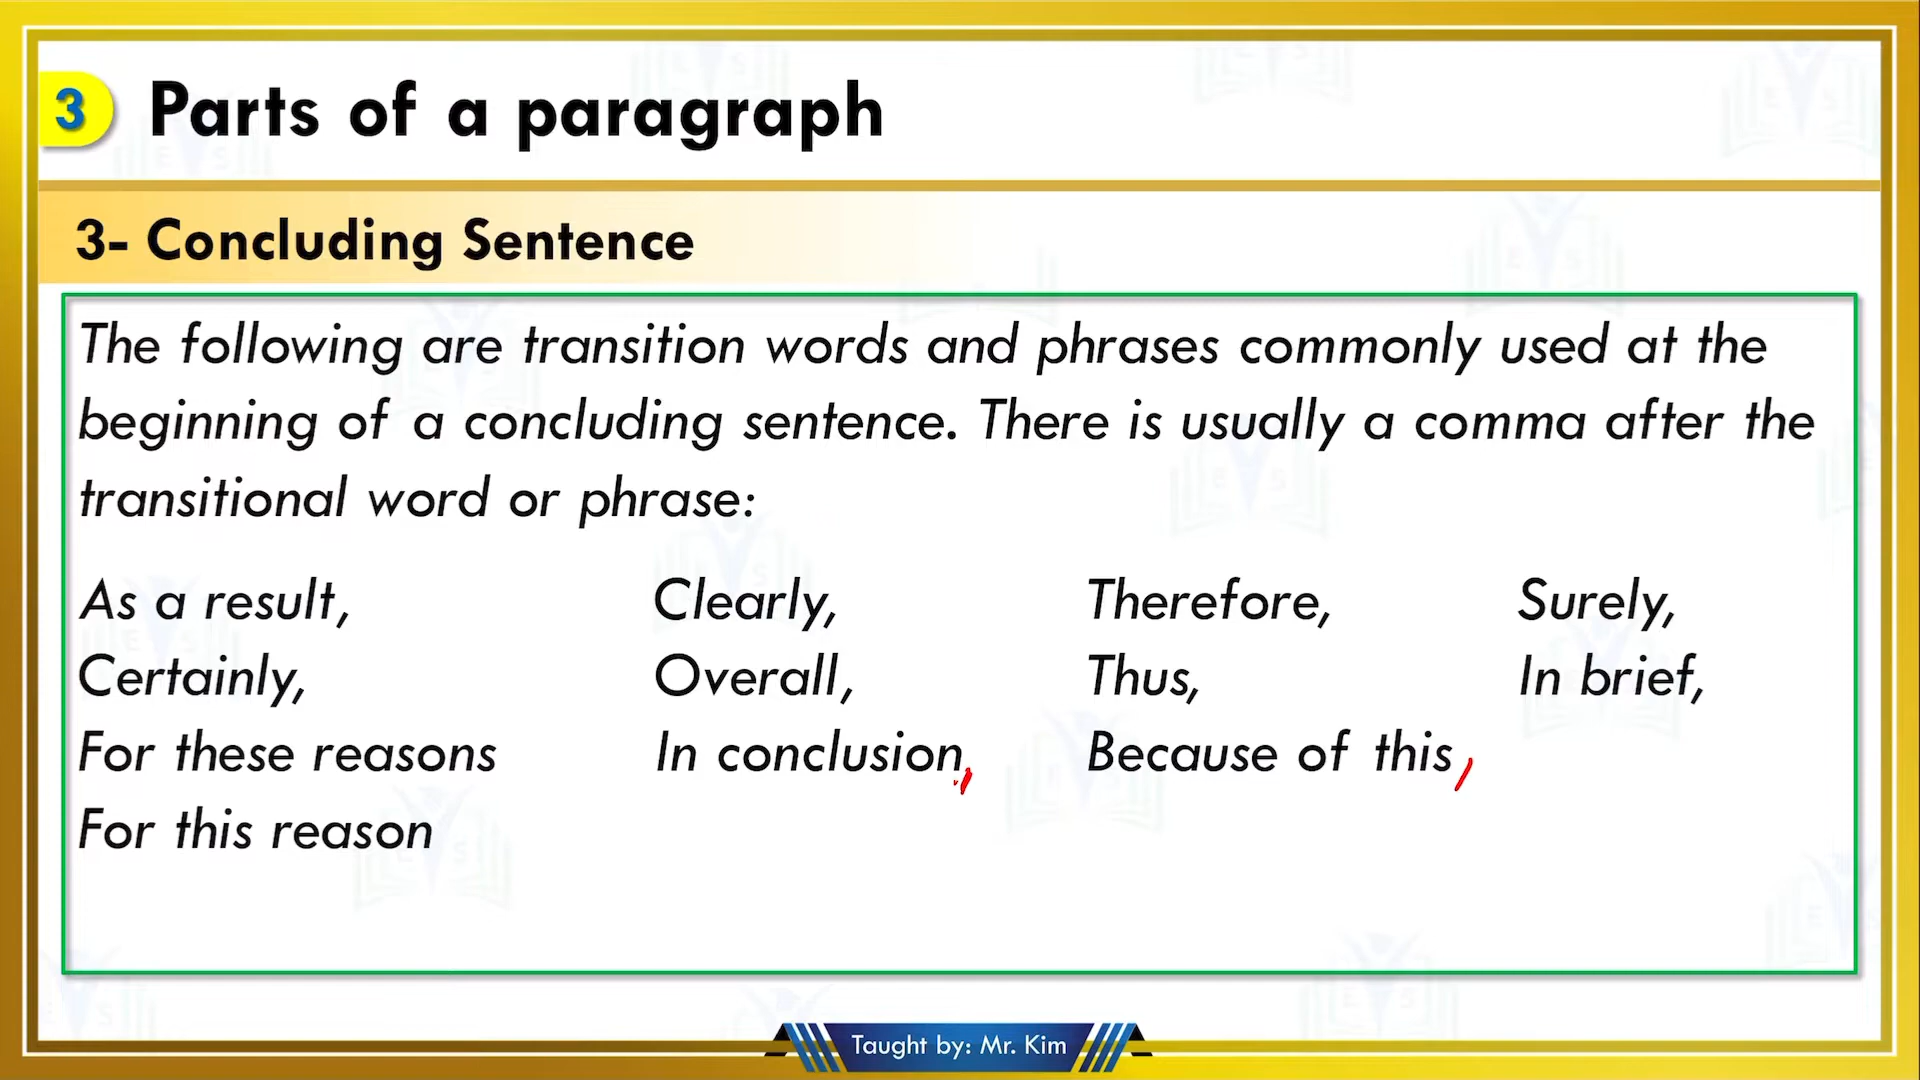 3 Parts of a paragraph
3- Concluding Sentence
The following are transition words and phrases commonly used at the
beginning of a concluding sentence. There is usually a comma after the
transitional word or phrase:
As a result, Clearly, Therefore, Surely,
Certainly, Overall, Thus, In brief,
For these reasons In conclusion, Because of this,
For this reason
Taught by: Mr. Kim